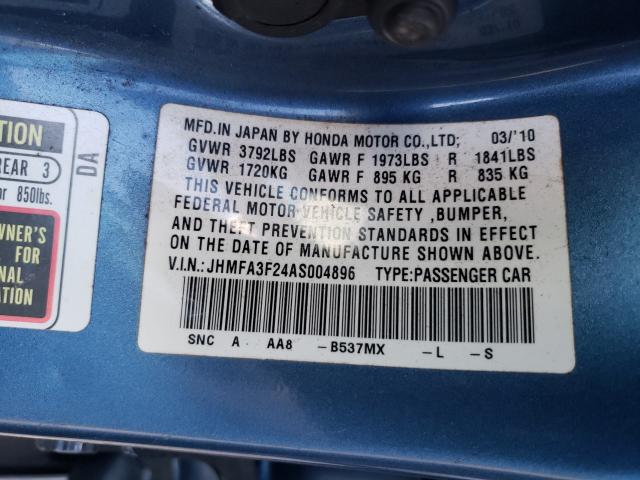 TION
REAR 3
or 850lbs.
DA
WNER'S
FOR
NAL
ATION
MFD.IN JAPAN BY HONDA MOTOR CO.,LTD; 03/'10
GVWR 3792LBS GAWR F 1973LBS R 1841LBS
GVWR 1720KG GAWR F 895 KG R 835 KG
THIS VEHICLE CONFORMS TO ALL APPLICABLE
FEDERAL MOTOR VEHICLE SAFETY ,BUMPER,
AND THEFT PREVENTION STANDARDS IN EFFECT
ON THE DATE OF MANUFACTURE SHOWN ABOVE.
V.I.N.:JHMFA3F24AS004896 TYPE:PASSENGER CAR
SNC A AA8 -B537MX -L -S